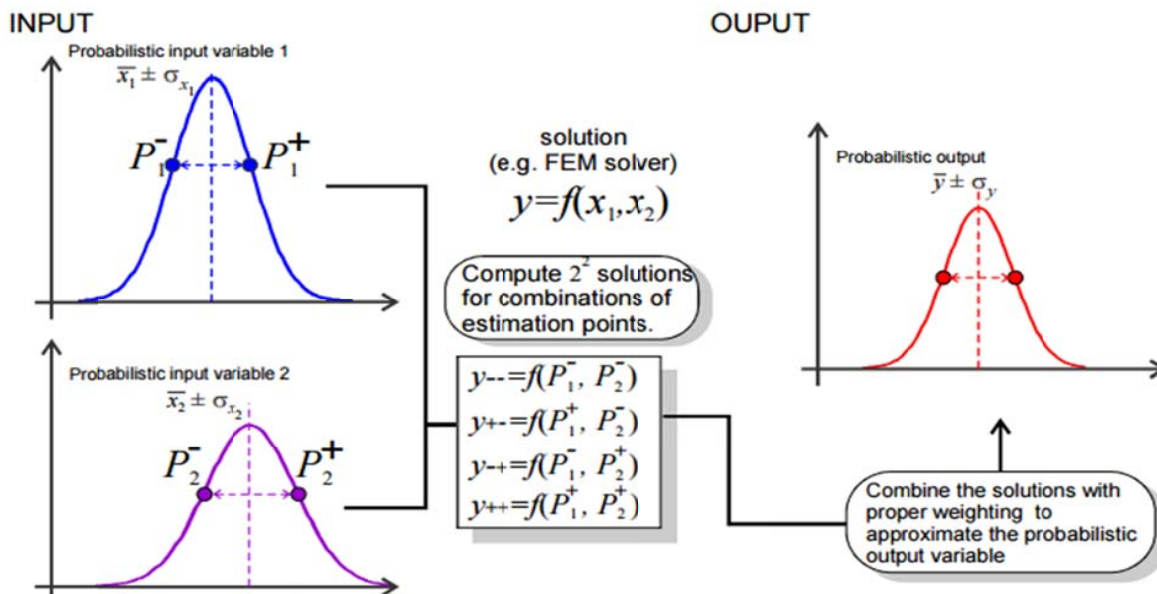 INPUT
Probabilistic input variable 1
x̄₁ ± σₓ₁
P₁⁻
P₁⁺
Probabilistic input variable 2
x̄₂ ± σₓ₂
P₂⁻
P₂⁺
solution
(e.g. FEM solver)
y=f(x₁,x₂)
Compute 2² solutions
for combinations of
estimation points.
y--=f(P₁⁻, P₂⁻)
y+-=f(P₁⁺, P₂⁻)
y-+=f(P₁⁻, P₂⁺)
y++=f(P₁⁺, P₂⁺)
OUPUT
Probabilistic output
ȳ ± σ_y
Combine the solutions with
proper weighting to
approximate the probabilistic
output variable